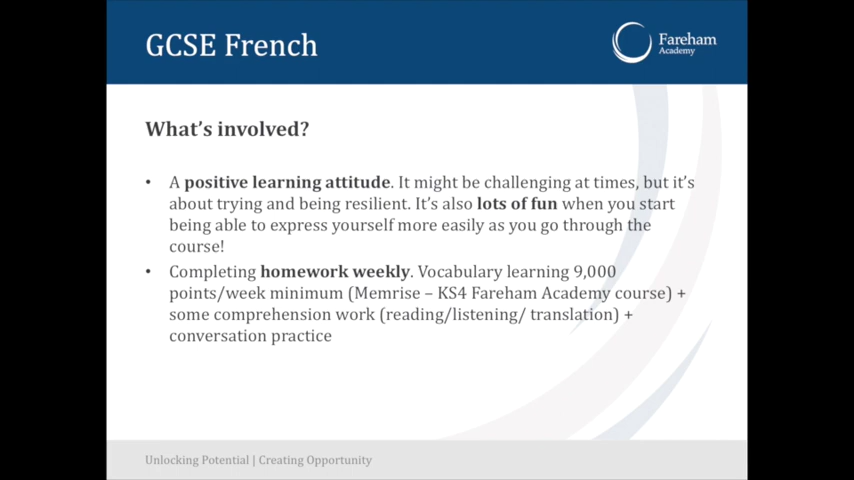 GCSE French
Fareham
Academy
What's involved?
• A positive learning attitude. It might be challenging at times, but it's
about trying and being resilient. It's also lots of fun when you start
being able to express yourself more easily as you go through the
course!
• Completing homework weekly. Vocabulary learning 9,000
points/week minimum (Memrise – KS4 Fareham Academy course) +
some comprehension work (reading/listening/ translation) +
conversation practice
Unlocking Potential | Creating Opportunity